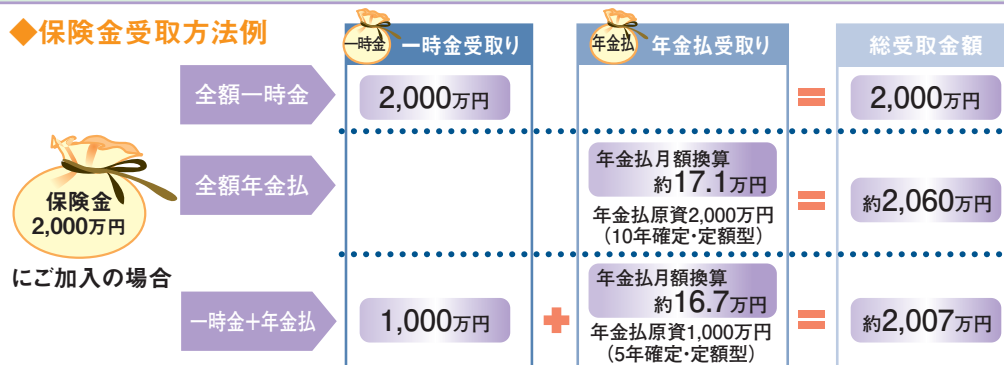 ◆保険金受取方法例
一時金 一時金受取り
年金払 年金払受取り
総受取金額
保険金
2,000万円
にご加入の場合
全額一時金
2,000万円
=
2,000万円
全額年金払
年金払月額換算
約17.1万円
年金払原資2,000万円
(10年確定・定額型)
=
約2,060万円
一時金+年金払
1,000万円
+
年金払月額換算
約16.7万円
年金払原資1,000万円
(5年確定・定額型)
=
約2,007万円